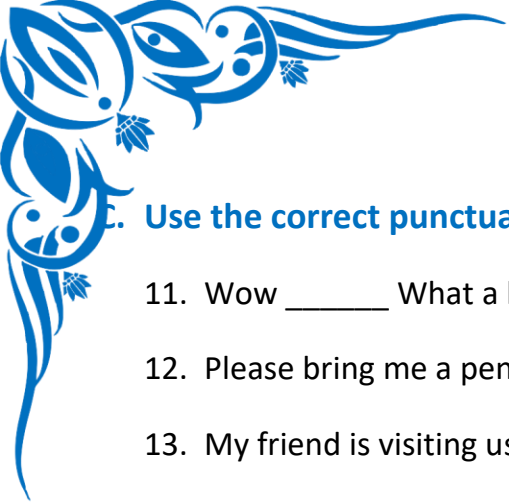 C. Use the correct punctua
11. Wow ______ What a
12. Please bring me a pen
13. My friend is visiting us